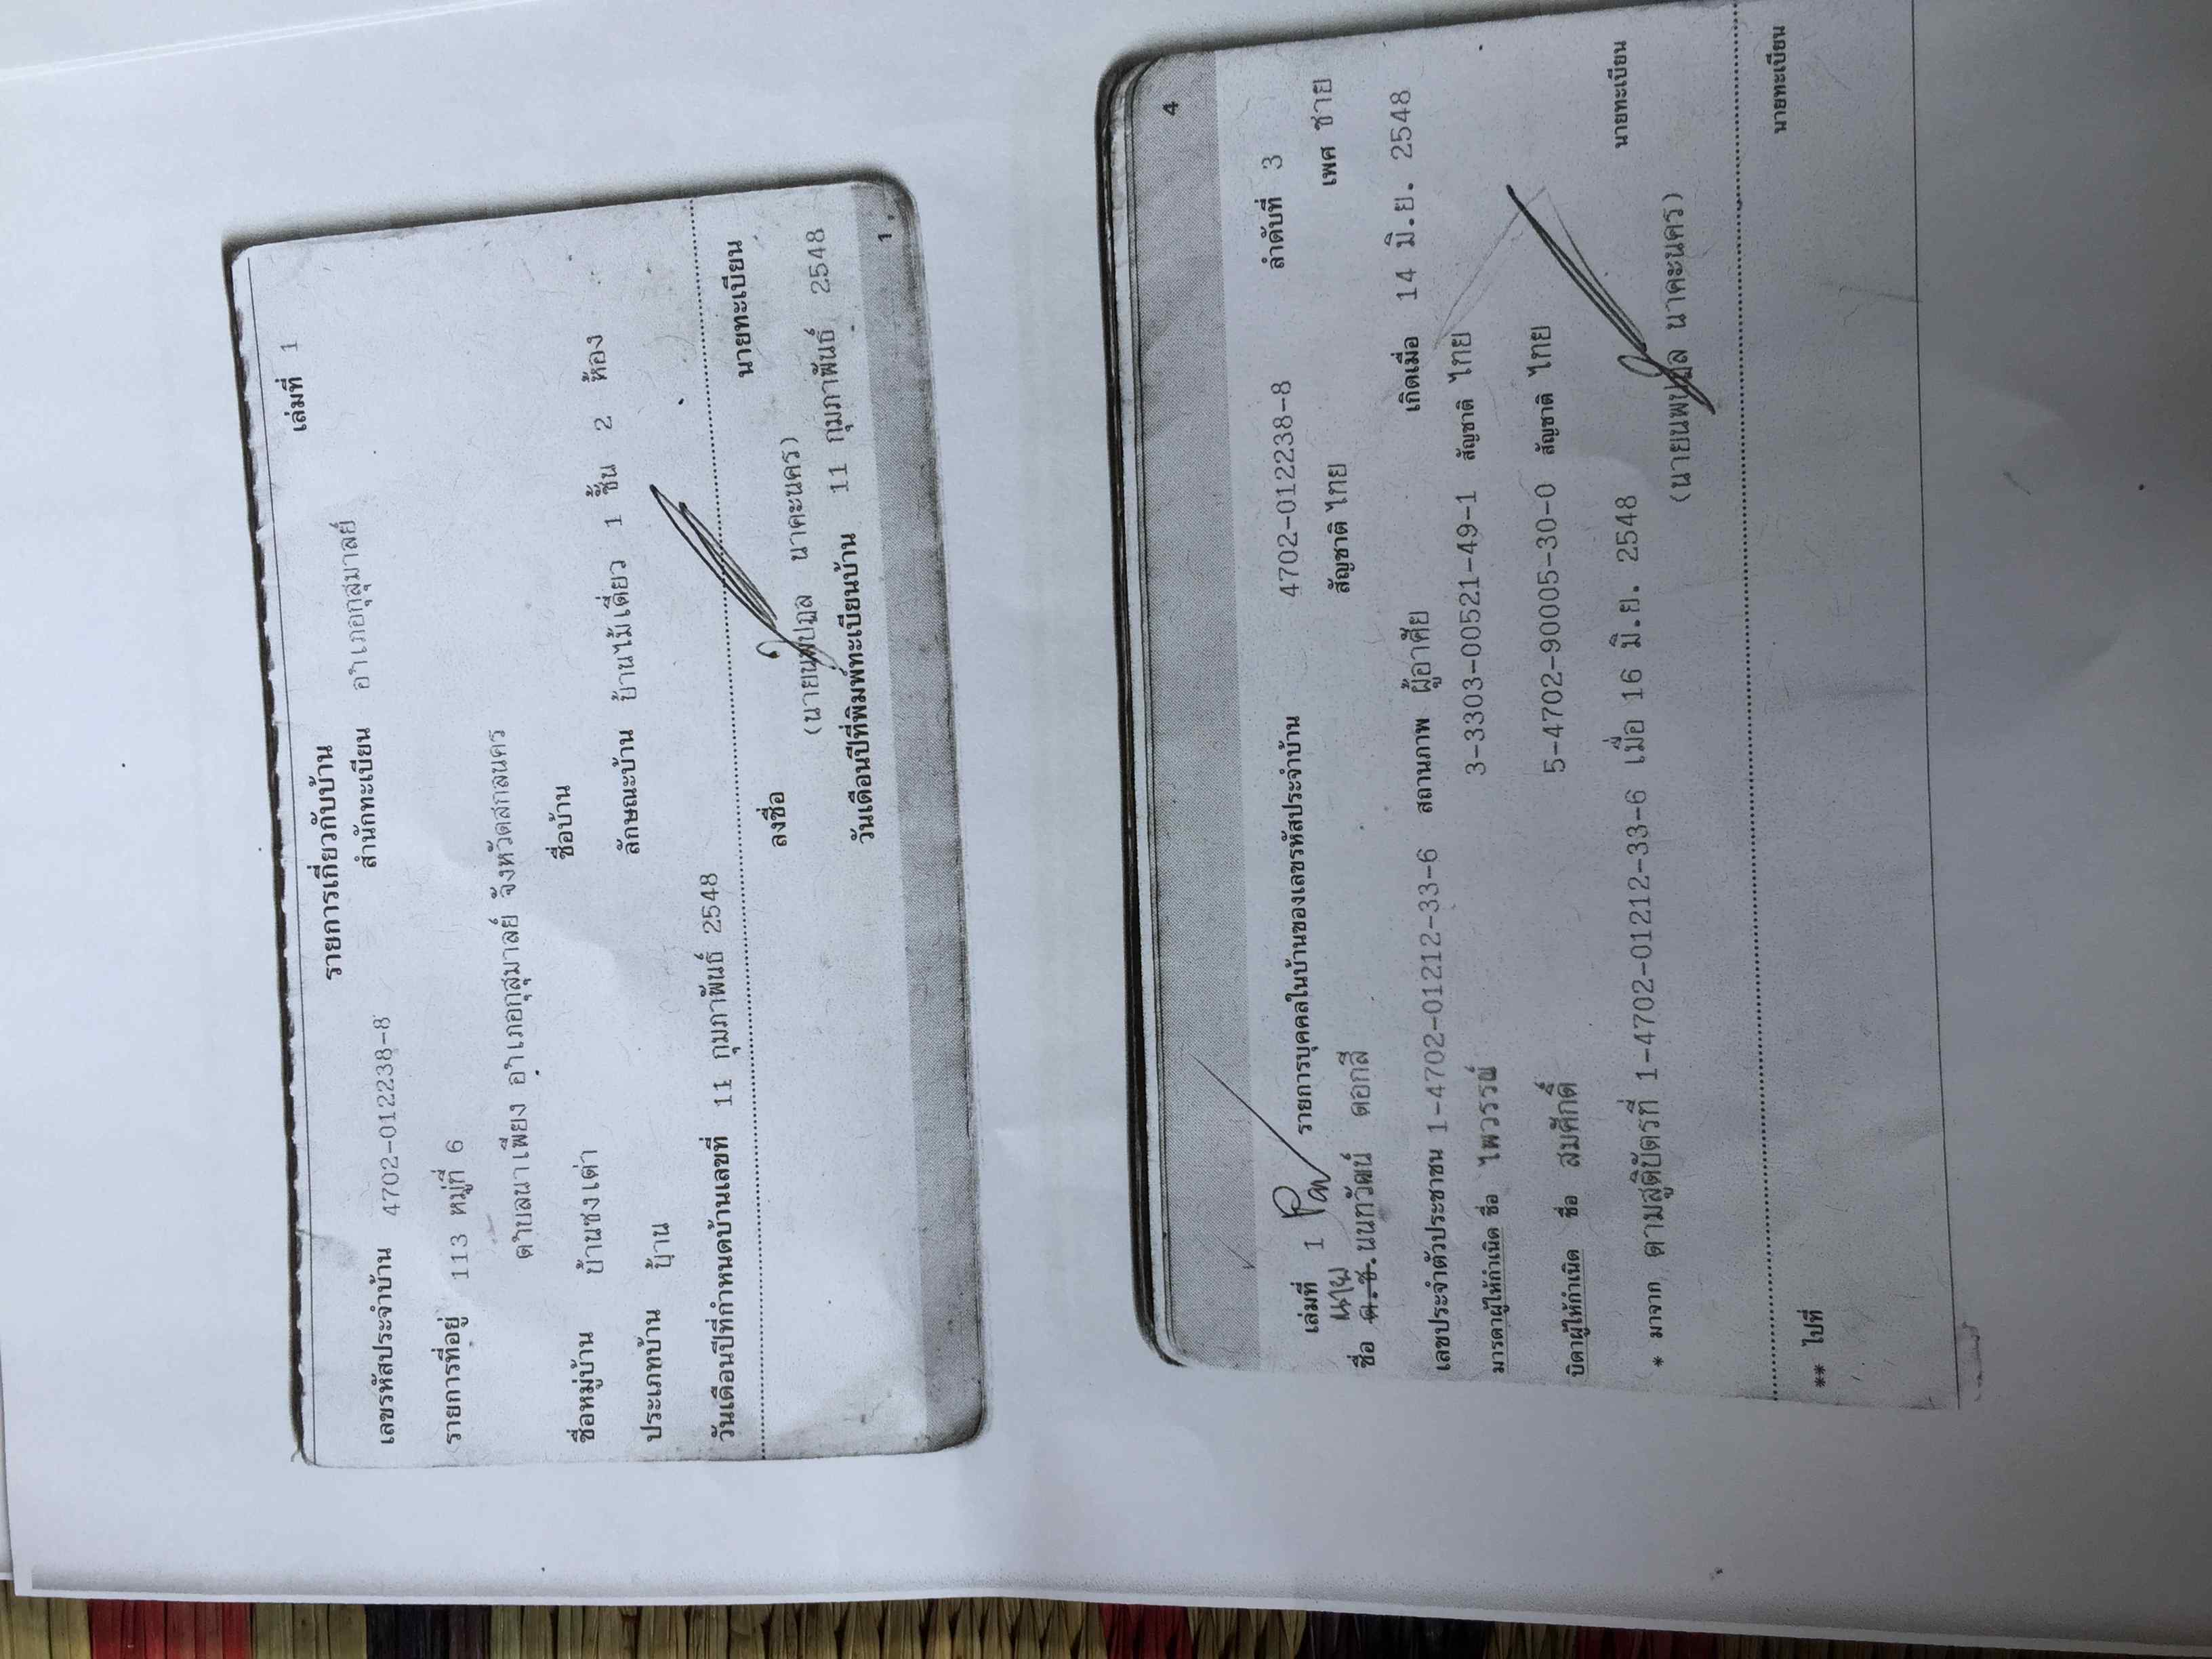 เล่มที่ 1
รายการเกี่ยวกับบ้าน
เลขรหัสประจำบ้าน 4702-012238-8 สำนักทะเบียน อำเภอกุสุมาลย์
รายการที่อยู่ 113 หมู่ที่ 6
ตำบลนาเพียง อำเภอกุสุมาลย์ จังหวัดสกลนคร
ชื่อหมู่บ้าน บ้านซงเต่า ชื่อบ้าน
ประเภทบ้าน บ้าน ลักษณะบ้าน บ้านไม้เดี่ยว 1 ชั้น 2 ห้อง
วันเดือนปีที่กำหนดบ้านเลขที่ 11 กุมภาพันธ์ 2548
ลงชื่อ นายทะเบียน
(นายนพปฎล นาคะนคร)
วันเดือนปีที่พิมพ์ทะเบียนบ้าน 11 กุมภาพันธ์ 2548
1
4
เล่มที่ 1 รายการบุคคลในบ้านของเลขรหัสประจำบ้าน 4702-012238-8 ลำดับที่ 3
นาย
ชื่อ ด.ช.นนทวัฒน์ ดอกสี สัญชาติ ไทย เพศ ชาย
เลขประจำตัวประชาชน 1-4702-01212-33-6 สถานภาพ ผู้อาศัย เกิดเมื่อ 14 มิ.ย. 2548
มารดาผู้ให้กำเนิด ชื่อ ไพวรรณ์ 3-3303-00521-49-1 สัญชาติ ไทย
บิดาผู้ให้กำเนิด ชื่อ สมศักดิ์ 5-4702-90005-30-0 สัญชาติ ไทย
* มาจาก ตามสูติบัตรที่ 1-4702-01212-33-6 เมื่อ 16 มิ.ย. 2548
นายทะเบียน
(นายนพปฎล นาคะนคร)
** ไปที่
นายทะเบียน